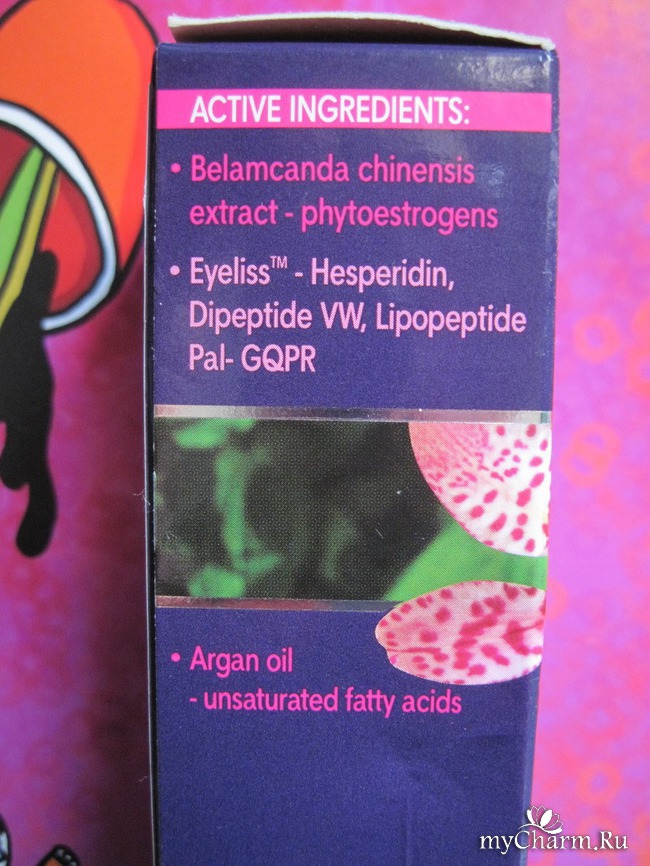 ACTIVE INGREDIENTS:
• Belamcanda chinensis
extract - phytoestrogens
• Eyeliss™ - Hesperidin,
Dipeptide VW, Lipopeptide
Pal- GQPR
• Argan oil
- unsaturated fatty acids
myCharm.Ru